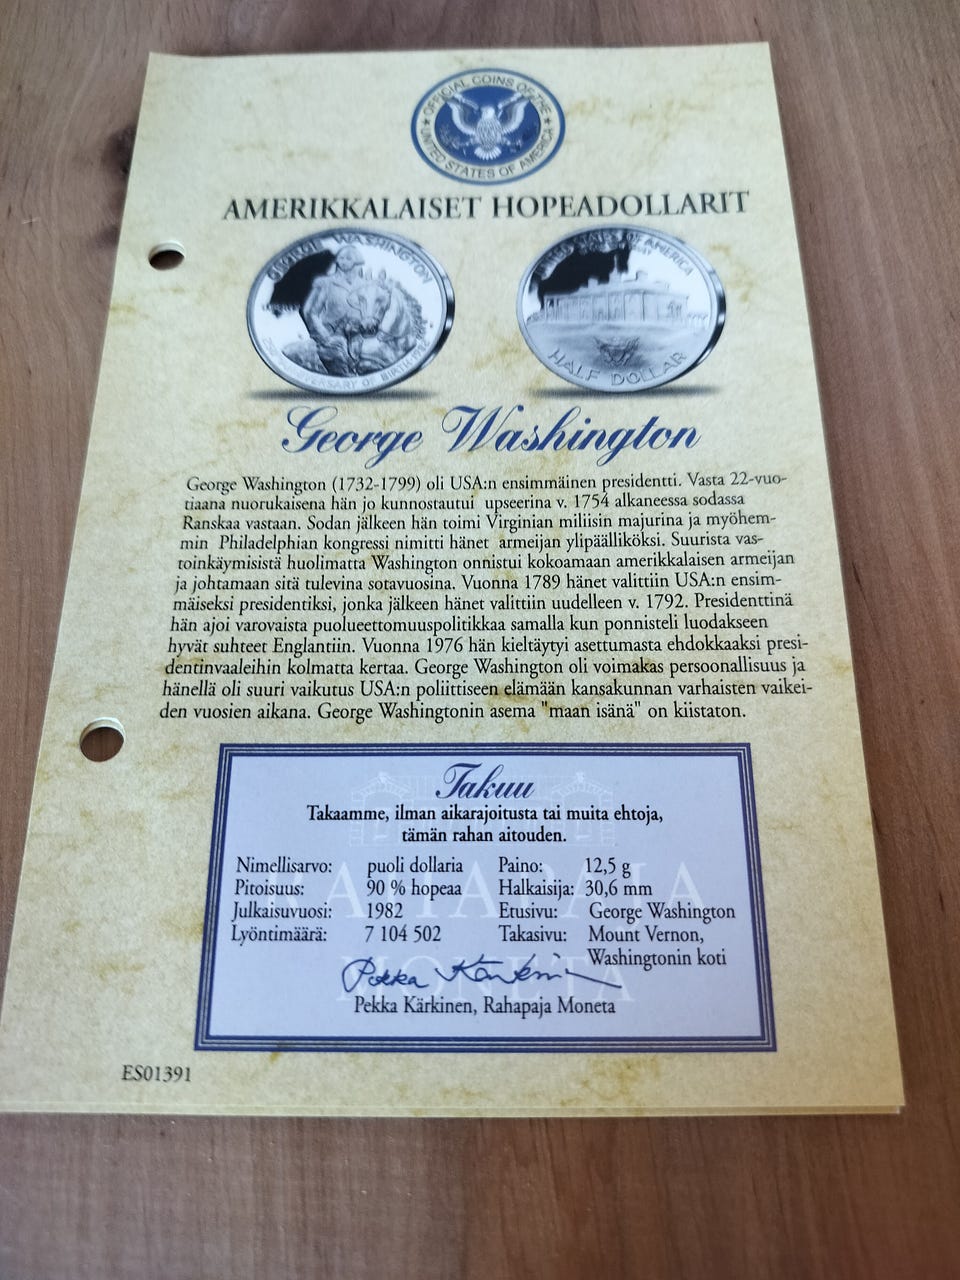 OFFICIAL COINS OF THE
UNITED STATES OF AMERICA
AMERIKKALAISET HOPEADOLLARIT
GEORGE WASHINGTON
250TH ANNIVERSARY OF BIRTH 1982
UNITED STATES OF AMERICA
HALF DOLLAR
George Washington
George Washington (1732-1799) oli USA:n ensimmäinen presidentti. Vasta 22-vuo-
tiaana nuorukaisena hän jo kunnostautui upseerina v. 1754 alkaneessa sodassa
Ranskaa vastaan. Sodan jälkeen hän toimi Virginian miliisin majurina ja myöhem-
min Philadelphian kongressi nimitti hänet armeijan ylipäälliköksi. Suurista vas-
toinkäymisistä huolimatta Washington onnistui kokoamaan amerikkalaisen armeijan
ja johtamaan sitä tulevina sotavuosina. Vuonna 1789 hänet valittiin USA:n ensim-
mäiseksi presidentiksi, jonka jälkeen hänet valittiin uudelleen v. 1792. Presidenttinä
hän ajoi varovaista puolueettomuuspolitikkaa samalla kun ponnisteli luodakseen
hyvät suhteet Englantiin. Vuonna 1976 hän kieltäytyi asettumasta ehdokkaaksi presi-
dentinvaaleihin kolmatta kertaa. George Washington oli voimakas persoonallisuus ja
hänellä oli suuri vaikutus USA:n poliittiseen elämään kansakunnan varhaisten vaikei-
den vuosien aikana. George Washingtonin asema "maan isänä" on kiistaton.
Takuu
Takaamme, ilman aikarajoitusta tai muita ehtoja,
tämän rahan aitouden.
Nimellisarvo: puoli dollaria Paino: 12,5 g
Pitoisuus: 90 % hopeaa Halkaisija: 30,6 mm
Julkaisuvuosi: 1982 Etusivu: George Washington
Lyöntimäärä: 7 104 502 Takasivu: Mount Vernon,
Washingtonin koti
RAHAPAJA
MONETA
Pekka Kärkinen
Pekka Kärkinen, Rahapaja Moneta
ES01391